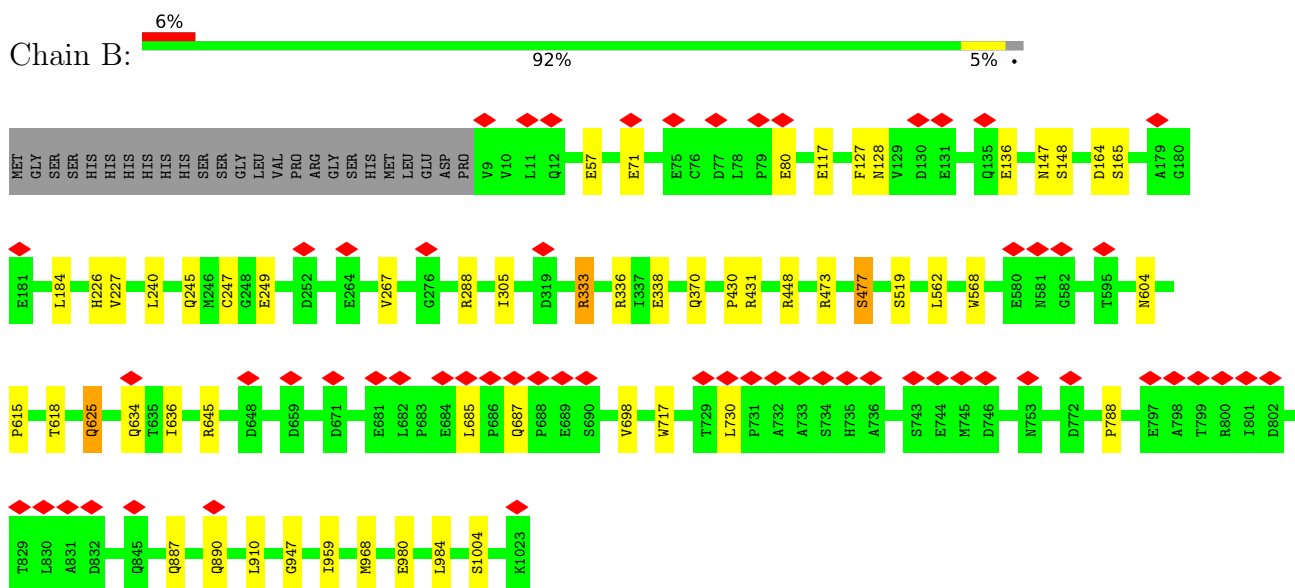 6%
Chain B:
92% 5% •
MET GLY SER SER HIS HIS HIS HIS HIS HIS SER SER GLY LEU VAL PRO ARG GLY SER HIS MET LEU GLU ASP PRO V9 V10 L11 Q12 E57 E71 E75 C76 D77 L78 P79 E80 E117 F127 N128 V129 D130 E131 Q135 E136 N147 S148 D164 S165 A179 G180
E181 L184 H226 V227 L240 Q245 M246 C247 G248 E249 D252 E264 V267 G276 R288 I305 D319 R333 R336 I337 E338 Q370 F430 R431 R448 R473 S477 S519 L562 W568 E580 N581 G582 T595 N604
P615 T618 Q625 Q634 T635 I636 R645 D648 D659 D671 E681 L682 P683 E684 L685 P686 Q687 P688 E689 S690 V698 W717 T729 L730 P731 A732 A733 S734 H735 A736 S743 E744 M745 D746 N753 D772 P788 E797 A798 T799 R800 I801 D802
T829 L830 A831 D832 Q845 Q887 Q890 L910 G947 I959 M968 E980 L984 S1004 K1023